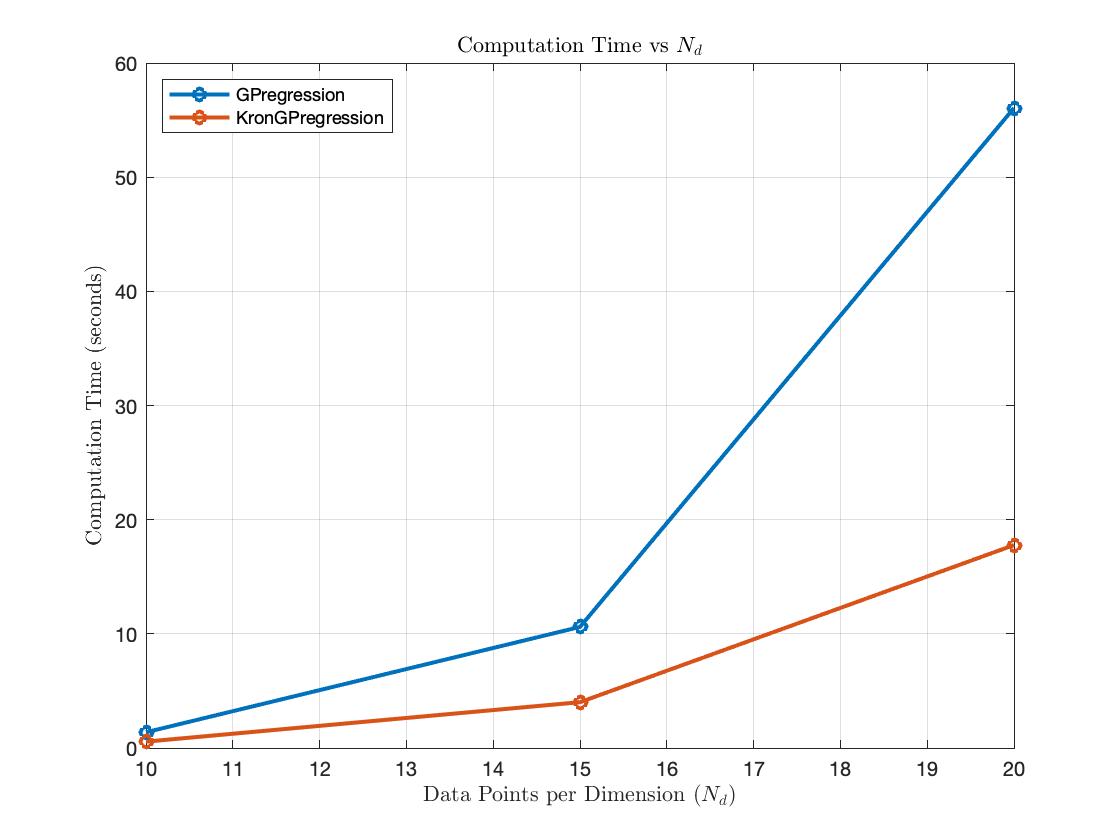 Computation Time vs N_d
GPregression
KronGPregression
60
50
40
30
20
10
0
Computation Time (seconds)
10 11 12 13 14 15 16 17 18 19 20
Data Points per Dimension (N_d)